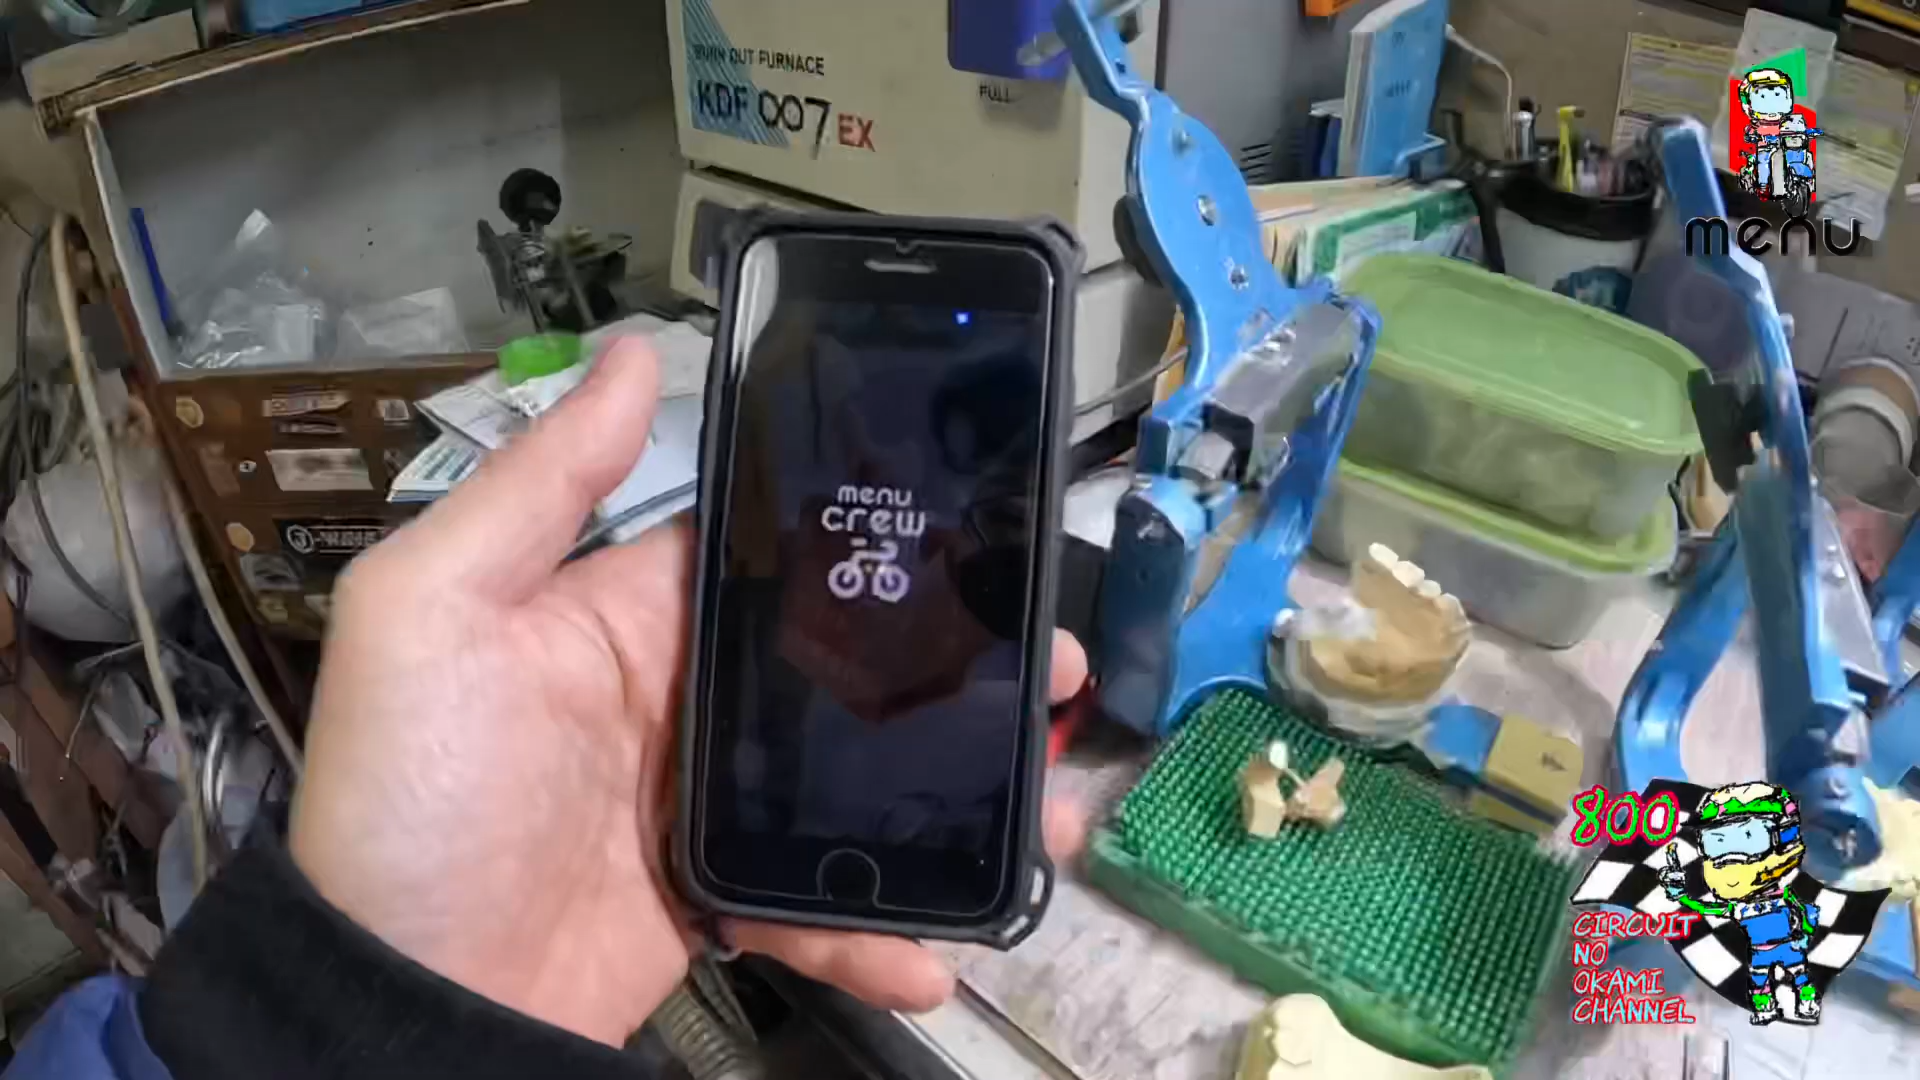 BURN OUT FURNACE
KDF 007 EX
FULL
menu
menu
crew
800
CIRCUIT
NO
OKAMI
CHANNEL